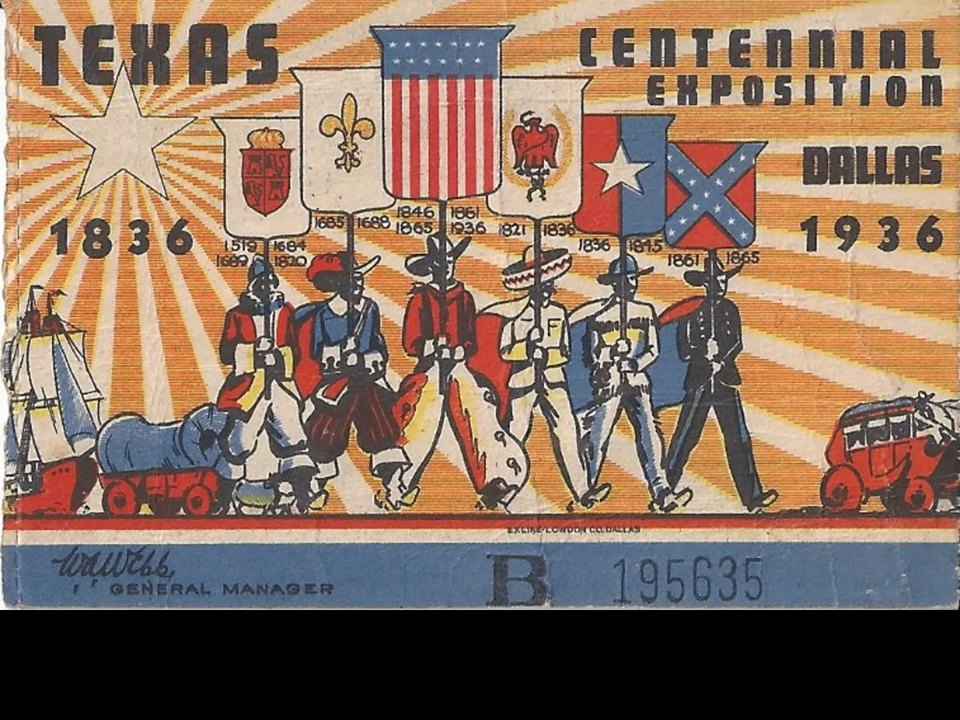 TEXAS
CENTENNIAL
EXPOSITION
DALLAS
1836
1936
1519 1684
1689 1820
1685 1688
1846 1861
1865 1936
1821 1836
1836 1845
1861 1865
F
EXLINE-LOWDON CO. DALLAS
Wa Webb
GENERAL MANAGER
B 195635